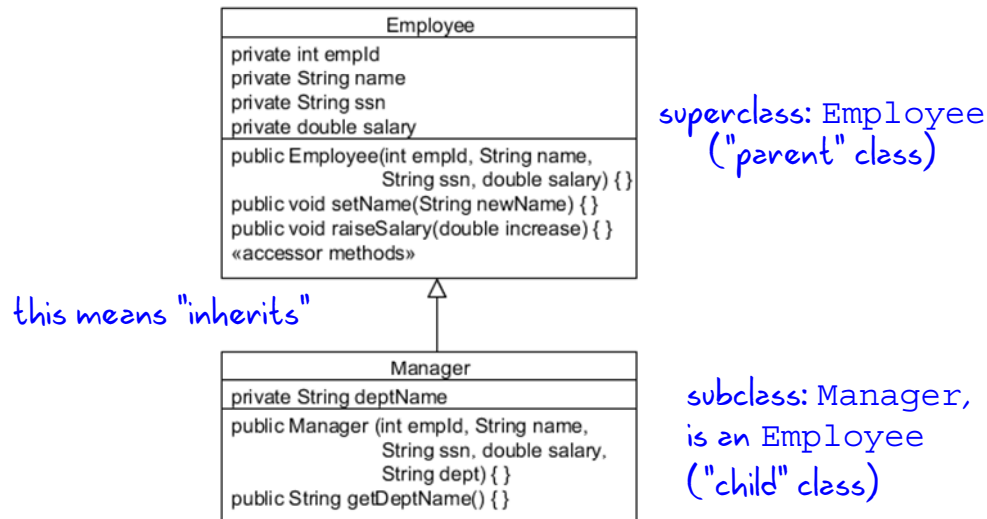 Employee
private int empId
private String name
private String ssn
private double salary
public Employee(int empId, String name,
String ssn, double salary) { }
public void setName(String newName) { }
public void raiseSalary(double increase) { }
«accessor methods»
superclass: Employee
("parent" class)
this means "inherits"
Manager
private String deptName
public Manager (int empId, String name,
String ssn, double salary,
String dept) { }
public String getDeptName() { }
subclass: Manager,
is an Employee
("child" class)